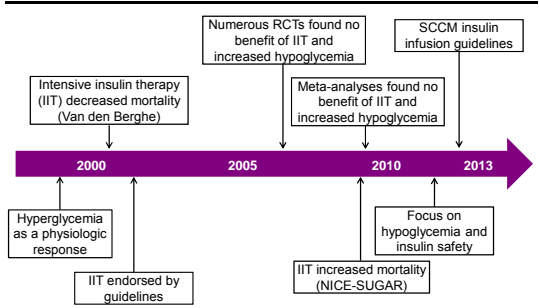 Numerous RCTs found no
benefit of IIT and
increased hypoglycemia
SCCM insulin
infusion guidelines
Intensive insulin therapy
(IIT) decreased mortality
(Van den Berghe)
Meta-analyses found no
benefit of IIT and
increased hypoglycemia
2000
2005
2010
2013
Hyperglycemia
as a physiologic
response
IIT endorsed by
guidelines
IIT increased mortality
(NICE-SUGAR)
Focus on
hypoglycemia and
insulin safety